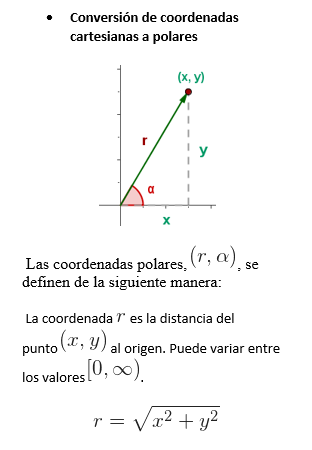 • Conversión de coordenadas
cartesianas a polares
(x, y)
r
y
α
x
Las coordenadas polares, (r, α), se
definen de la siguiente manera:
La coordenada r es la distancia del
punto (x, y) al origen. Puede variar entre
los valores [0, ∞).
r = √(x² + y²)